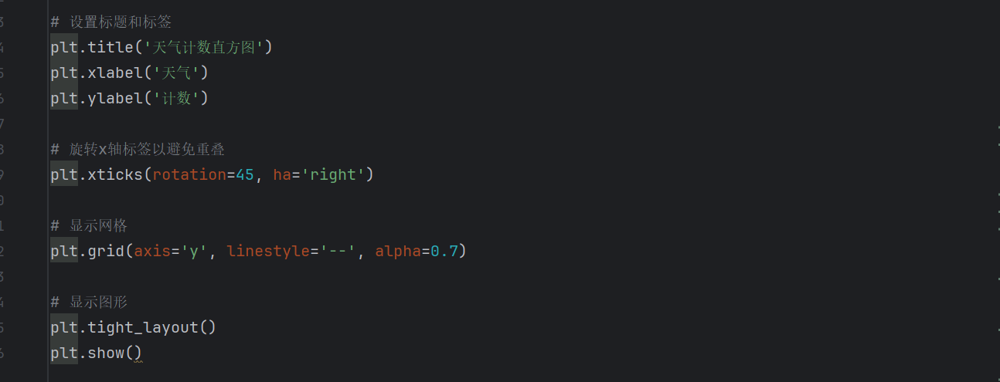 # 设置标题和标签
plt.title('天气计数直方图')
plt.xlabel('天气')
plt.ylabel('计数')
# 旋转x轴标签以避免重叠
plt.xticks(rotation=45, ha='right')
# 显示网格
plt.grid(axis='y', linestyle='--', alpha=0.7)
# 显示图形
plt.tight_layout()
plt.show()